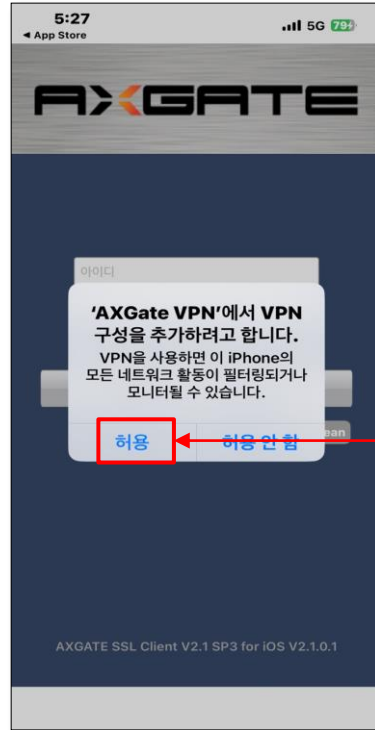 5:27
5G 79
◀ App Store
AXGATE
아이디
'AXGate VPN'에서 VPN
구성을 추가하려고 합니다.
VPN을 사용하면 이 iPhone의
모든 네트워크 활동이 필터링되거나
모니터될 수 있습니다.
허용
허용 안 함
ean
AXGATE SSL Client V2.1 SP3 for iOS V2.1.0.1